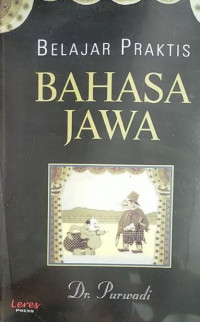 BELAJAR PRAKTIS
BAHASA
JAWA
Dr. Purwadi
Leres
PRESS